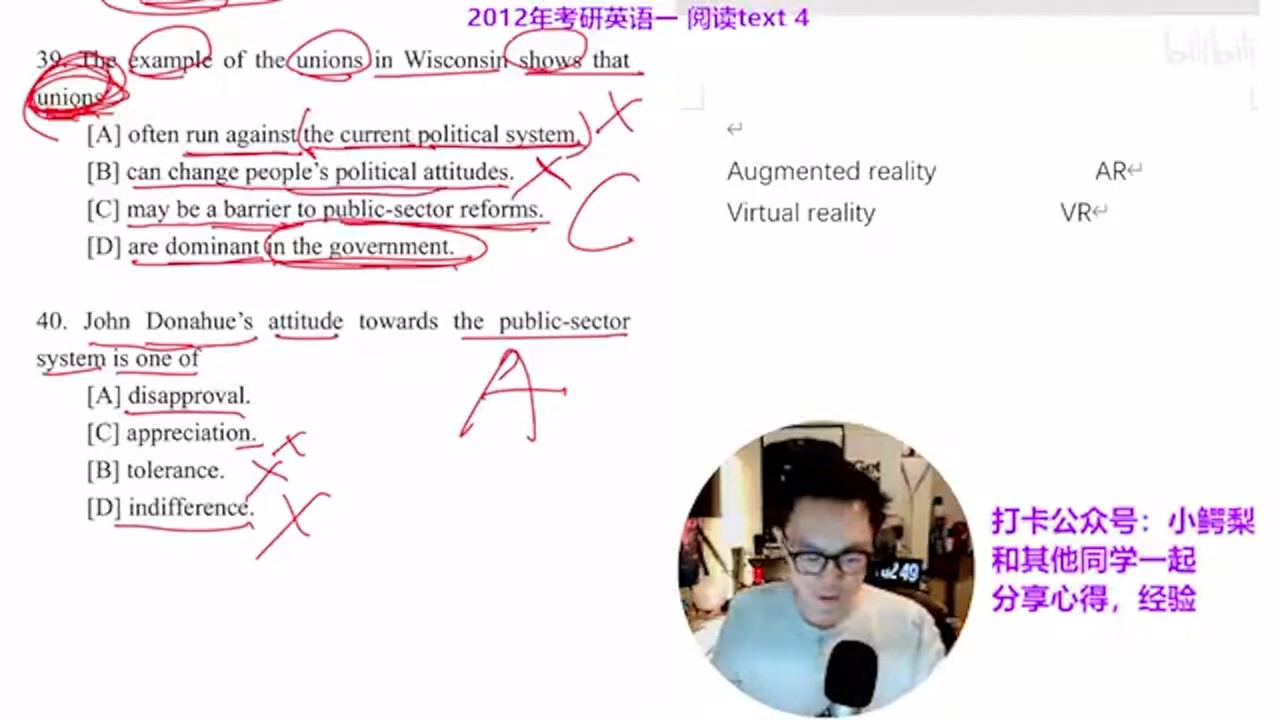 2012年考研英语一 阅读text 4
bilibili
39. The example of the unions in Wisconsin shows that
unions
[A] often run against the current political system.
[B] can change people's political attitudes.
[C] may be a barrier to public-sector reforms.
[D] are dominant in the government.
C
40. John Donahue's attitude towards the public-sector
system is one of
[A] disapproval.
[C] appreciation.
[B] tolerance.
[D] indifference.
A
Augmented reality AR
Virtual reality VR
打卡公众号：小鳄梨
和其他同学一起
分享心得，经验